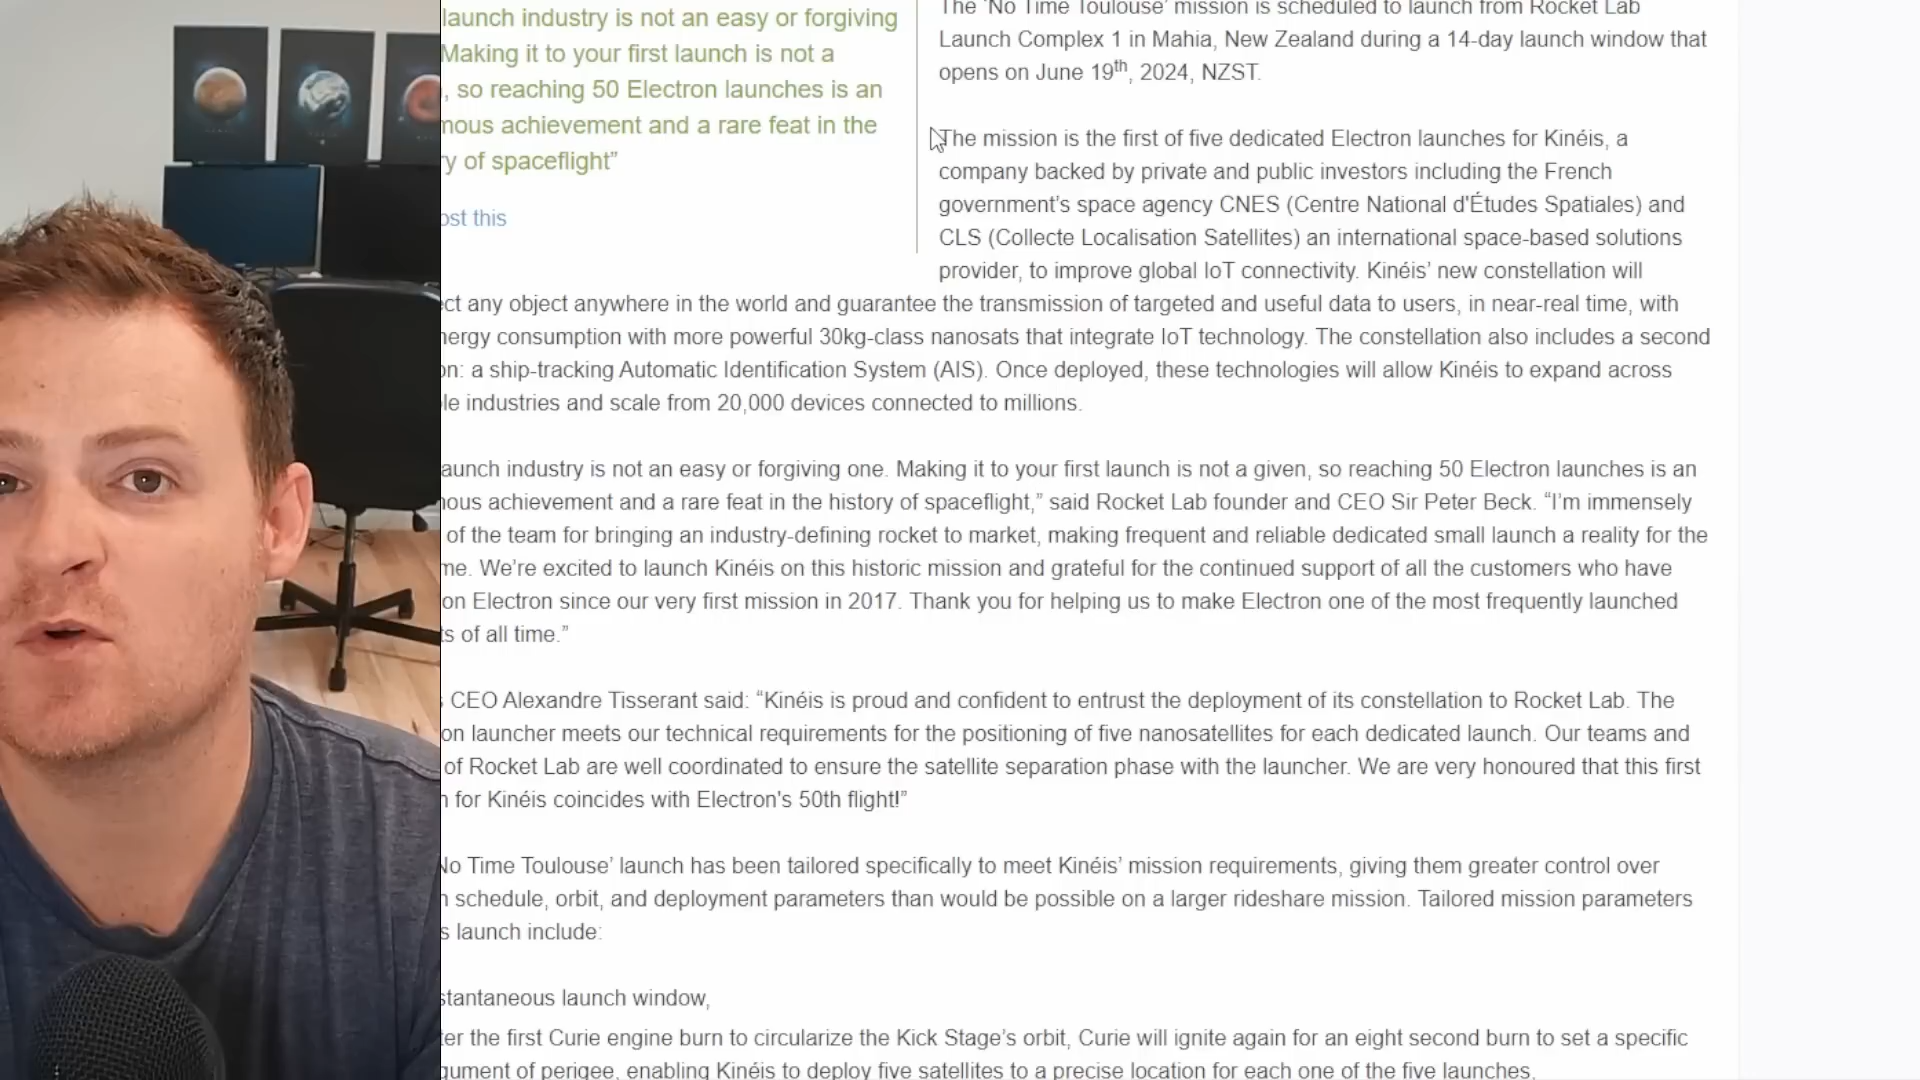 launch industry is not an easy or forgiving
Making it to your first launch is not a
, so reaching 50 Electron launches is an
mous achievement and a rare feat in the
ry of spaceflight”
ost this
The ‘No Time Toulouse’ mission is scheduled to launch from Rocket Lab
Launch Complex 1 in Mahia, New Zealand during a 14-day launch window that
opens on June 19th, 2024, NZST.
The mission is the first of five dedicated Electron launches for Kinéis, a
company backed by private and public investors including the French
government’s space agency CNES (Centre National d'Études Spatiales) and
CLS (Collecte Localisation Satellites) an international space-based solutions
provider, to improve global IoT connectivity. Kinéis’ new constellation will
ct any object anywhere in the world and guarantee the transmission of targeted and useful data to users, in near-real time, with
nergy consumption with more powerful 30kg-class nanosats that integrate IoT technology. The constellation also includes a second
on: a ship-tracking Automatic Identification System (AIS). Once deployed, these technologies will allow Kinéis to expand across
le industries and scale from 20,000 devices connected to millions.
aunch industry is not an easy or forgiving one. Making it to your first launch is not a given, so reaching 50 Electron launches is an
ous achievement and a rare feat in the history of spaceflight,” said Rocket Lab founder and CEO Sir Peter Beck. “I’m immensely
of the team for bringing an industry-defining rocket to market, making frequent and reliable dedicated small launch a reality for the
me. We’re excited to launch Kinéis on this historic mission and grateful for the continued support of all the customers who have
on Electron since our very first mission in 2017. Thank you for helping us to make Electron one of the most frequently launched
ts of all time.”
CEO Alexandre Tisserant said: “Kinéis is proud and confident to entrust the deployment of its constellation to Rocket Lab. The
on launcher meets our technical requirements for the positioning of five nanosatellites for each dedicated launch. Our teams and
of Rocket Lab are well coordinated to ensure the satellite separation phase with the launcher. We are very honoured that this first
h for Kinéis coincides with Electron's 50th flight!”
No Time Toulouse’ launch has been tailored specifically to meet Kinéis’ mission requirements, giving them greater control over
h schedule, orbit, and deployment parameters than would be possible on a larger rideshare mission. Tailored mission parameters
s launch include:
stantaneous launch window,
ter the first Curie engine burn to circularize the Kick Stage’s orbit, Curie will ignite again for an eight second burn to set a specific
gument of perigee, enabling Kinéis to deploy five satellites to a precise location for each one of the five launches,